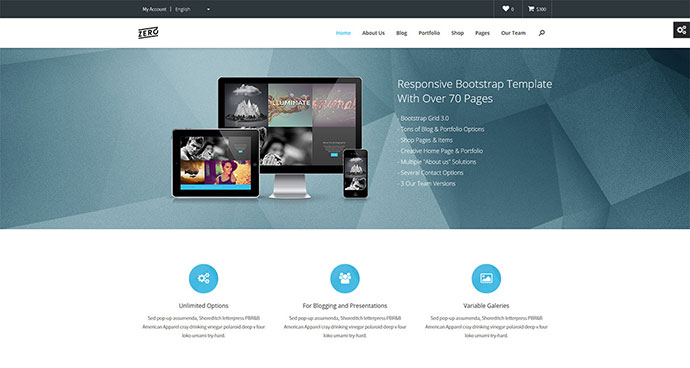 My Account | English
0
$300
ZERO
Home About Us Blog Portfolio Shop Pages Our Team
ILLUMINATE
Responsive Bootstrap Template
With Over 70 Pages
- Bootstrap Grid 3.0
- Tons of Blog & Portfolio Options
- Shop Pages & Items
- Creative Home Page & Portfolio
- Multiple "About us" Solutions
- Several Contact Options
- 3 Our Team Versions
Unlimited Options
Sed pop-up assumenda, Shoreditch letterpress PBR&B
American Apparel cray drinking vinegar polaroid deep v four
loko umami try-hard.
For Blogging and Presentations
Sed pop-up assumenda, Shoreditch letterpress PBR&B
American Apparel cray drinking vinegar polaroid deep v four
loko umami try-hard.
Variable Galeries
Sed pop-up assumenda, Shoreditch letterpress PBR&B
American Apparel cray drinking vinegar polaroid deep v four
loko umami try-hard.